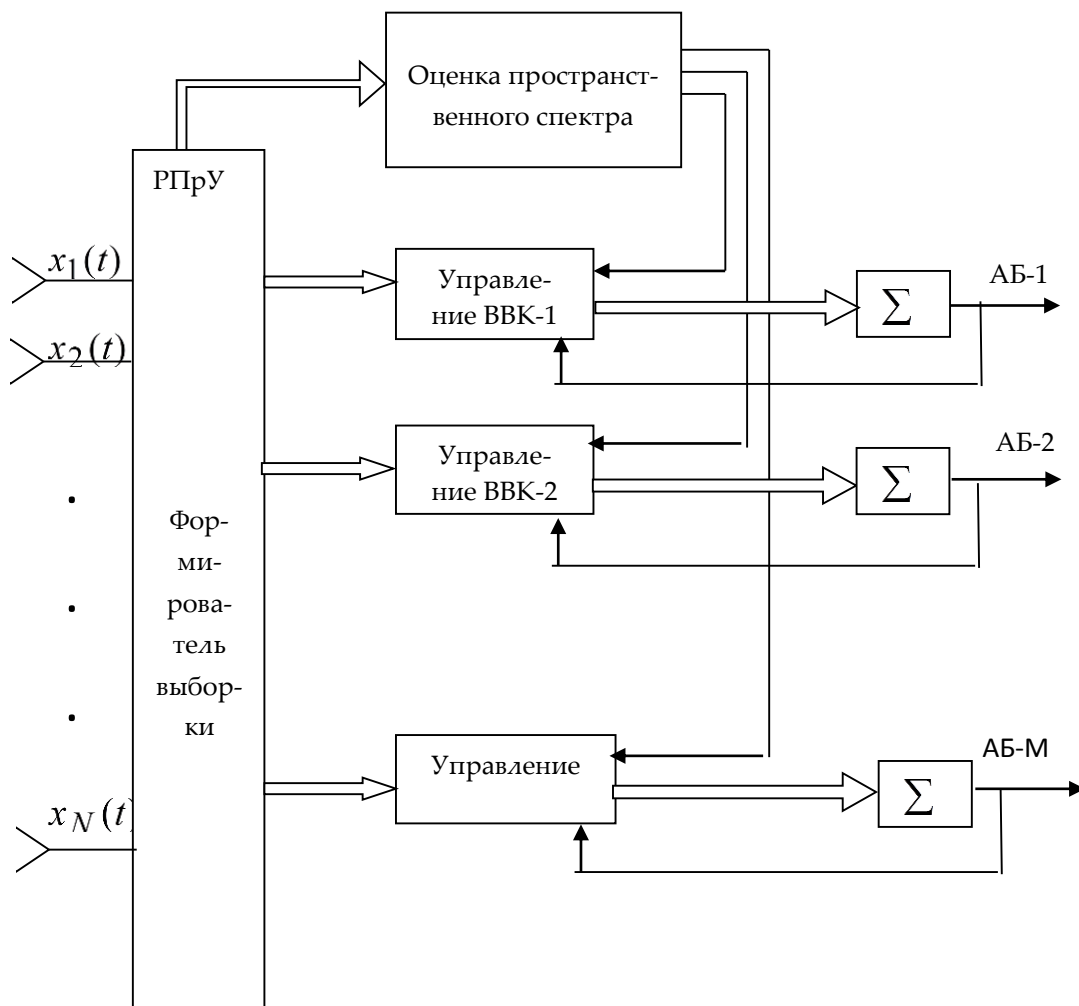 Оценка пространст-
венного спектра
РПрУ
x₁(t)
Управле-
ние ВВК-1
Σ
АБ-1
x₂(t)
Управле-
ние ВВК-2
Σ
АБ-2
Фор-
ми-
рова-
тель
выбор-
ки
Управление
Σ
АБ-М
x_N(t)